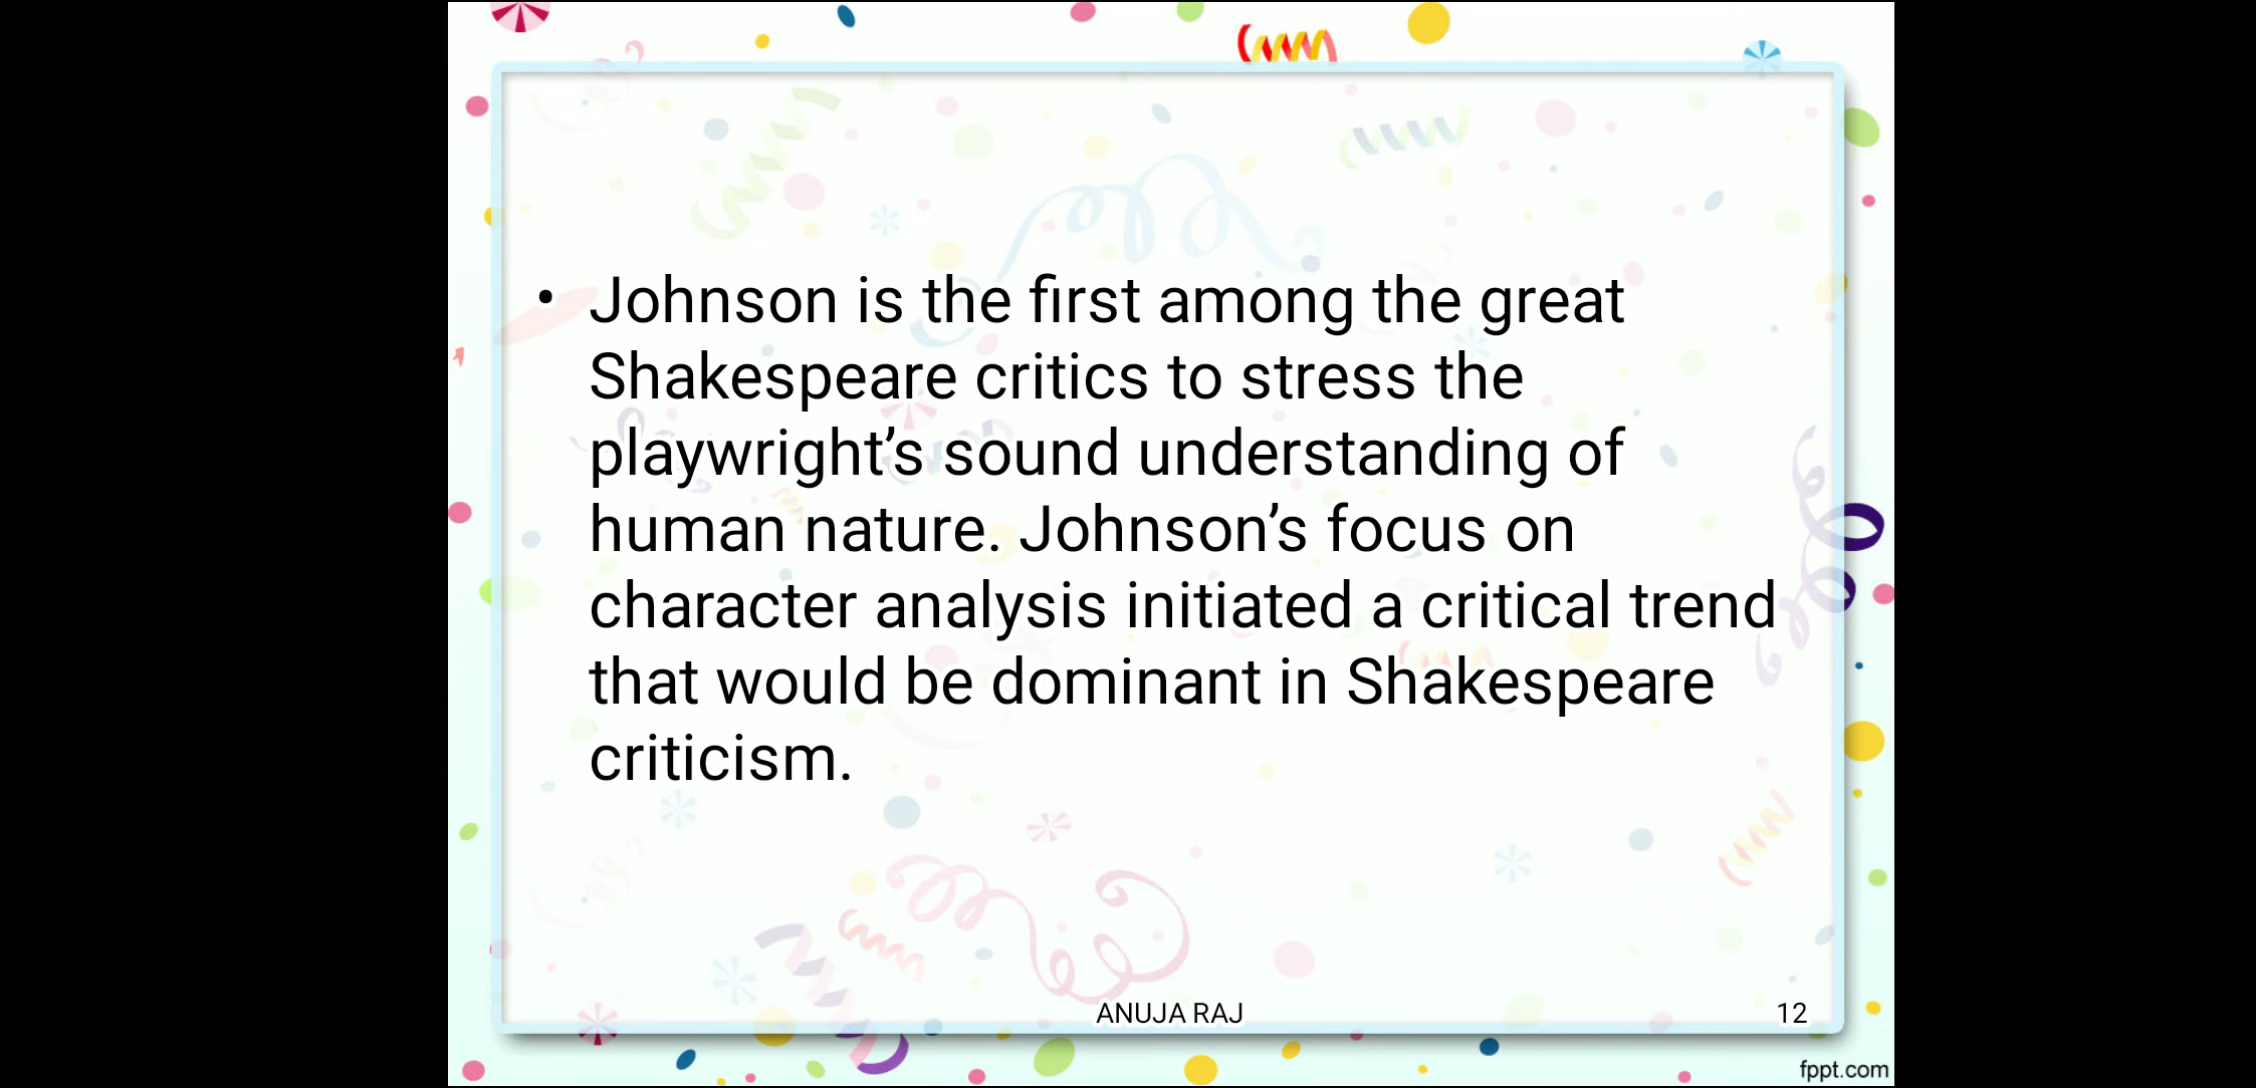 • Johnson is the first among the great
Shakespeare critics to stress the
playwright’s sound understanding of
human nature. Johnson’s focus on
character analysis initiated a critical trend
that would be dominant in Shakespeare
criticism.
ANUJA RAJ
12
fppt.com